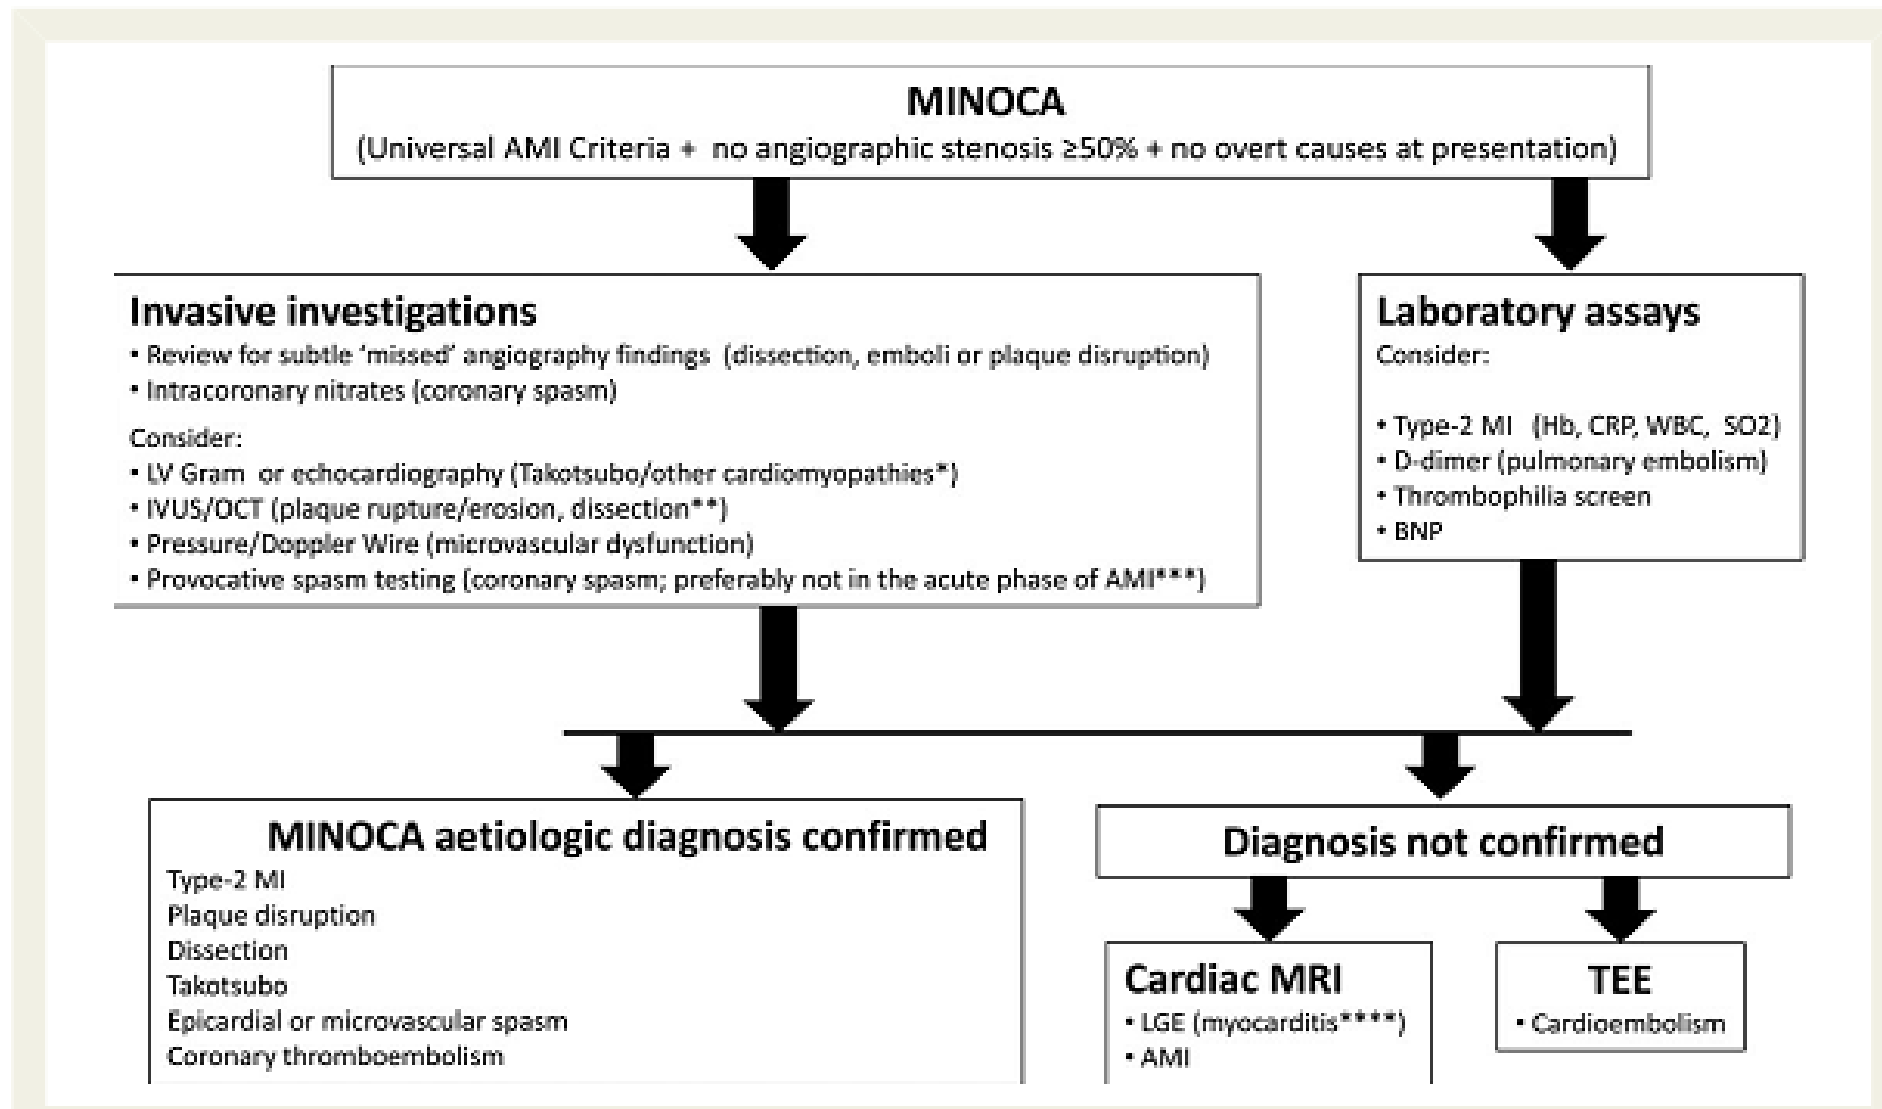 MINOCA
(Universal AMI Criteria + no angiographic stenosis ≥50% + no overt causes at presentation)
Invasive investigations
• Review for subtle ‘missed’ angiography findings (dissection, emboli or plaque disruption)
• Intracoronary nitrates (coronary spasm)
Consider:
• LV Gram or echocardiography (Takotsubo/other cardiomyopathies*)
• IVUS/OCT (plaque rupture/erosion, dissection**)
• Pressure/Doppler Wire (microvascular dysfunction)
• Provocative spasm testing (coronary spasm; preferably not in the acute phase of AMI***)
Laboratory assays
Consider:
• Type-2 MI (Hb, CRP, WBC, SO2)
• D-dimer (pulmonary embolism)
• Thrombophilia screen
• BNP
MINOCA aetiologic diagnosis confirmed
Type-2 MI
Plaque disruption
Dissection
Takotsubo
Epicardial or microvascular spasm
Coronary thromboembolism
Diagnosis not confirmed
Cardiac MRI
• LGE (myocarditis****)
• AMI
TEE
• Cardioembolism